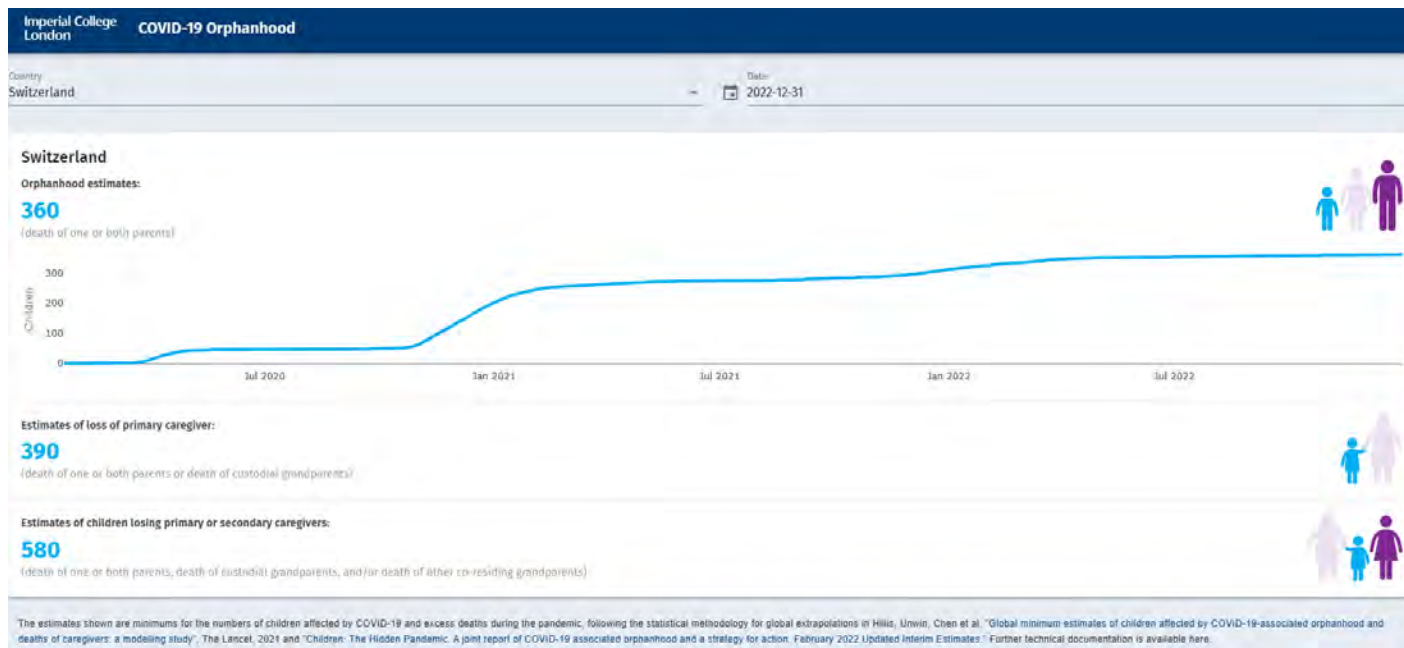 Imperial College
London
COVID-19 Orphanhood
Country
Switzerland
Date
2022-12-31
Switzerland
Orphanhood estimates:
360
(death of one or both parents)
300
200
100
0
Children
Jul 2020
Jan 2021
Jul 2021
Jan 2022
Jul 2022
Estimates of loss of primary caregiver:
390
(death of one or both parents or death of custodial grandparents)
Estimates of children losing primary or secondary caregivers:
580
(death of one or both parents, death of custodial grandparents, and/or death of other co-residing grandparents)
The estimates shown are minimums for the numbers of children affected by COVID-19 and excess deaths during the pandemic, following the statistical methodology for global extrapolations in Hillis, Unwin, Chen et al. "Global minimum estimates of children affected by COVID-19-associated orphanhood and
deaths of caregivers: a modelling study", The Lancet, 2021 and "Children: The Hidden Pandemic. A joint report of COVID-19 associated orphanhood and a strategy for action. February 2022 Updated Interim Estimates." Further technical documentation is available here.